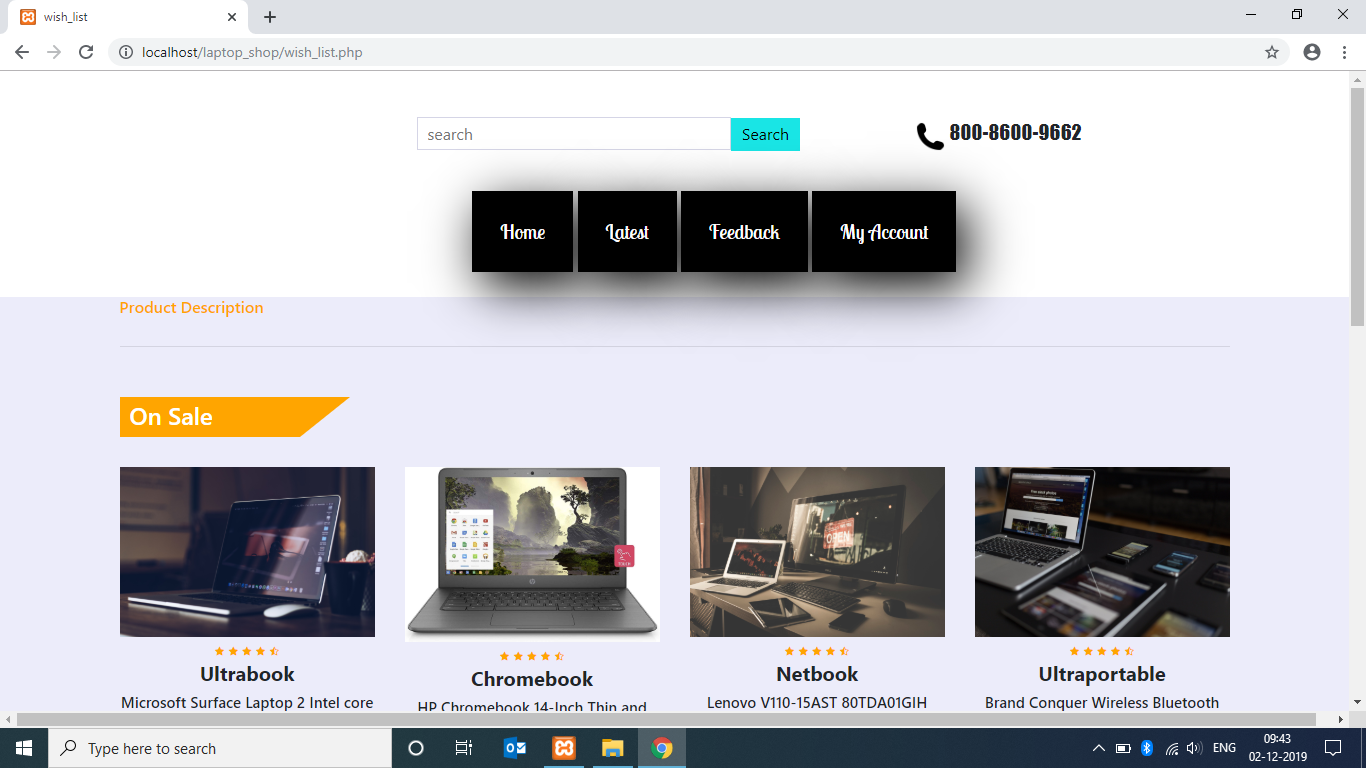 wish_list
localhost/laptop_shop/wish_list.php
search
Search
800-8600-9662
Home
Latest
Feedback
My Account
Product Description
On Sale
OPEN
Ultrabook
Chromebook
Netbook
Ultraportable
Microsoft Surface Laptop 2 Intel core
HP Chromebook 14-Inch Thin and
Lenovo V110-15AST 80TDA01GIH
Brand Conquer Wireless Bluetooth
Type here to search
ENG
09:43
02-12-2019